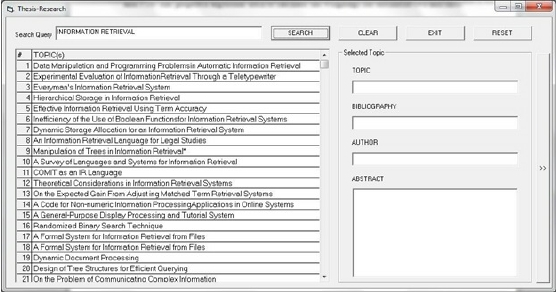 Thesis-Research
Search Query INFORMATION RETRIEVAL SEARCH CLEAR EXIT RESET
# TOPIC(s)
1 Data Manipulation and Programming Problemsin Automatic Information Retrieval
2 Experimental Evaluation of InformationRetrieval Through a Teletypewriter
3 Everyman's Information Retrieval System
4 Hierarchical Storage in Information Retrieval
5 Effective Information Retrieval Using Term Accuracy
6 Inefficiency of the Use of Boolean Functionsfor Information Retrieval Systems
7 Dynamic Storage Allocation for an Information Retrieval System
8 An Information Retrieval Language for Legal Studies
9 Manipulation of Trees in Information Retrieval*
10 A Survey of Languages and Systems for Information Retrieval
11 COMIT as an IR Language
12 Theoretical Considerations in Information Retrieval Systems
13 On the Expected Gain From Adjusting Matched Term Retrieval Systems
14 A Code for Non-numeric Information ProcessingApplications in Online Systems
15 A General-Purpose Display Processing and Tutorial System
16 Randomized Binary Search Technique
17 A Formal System for Information Retrieval from Files
18 A Formal System for Information Retrieval from Files
19 Dynamic Document Processing
20 Design of Tree Structures for Efficient Querying
21 On the Problem of Communicating Complex Information
Selected Topic
TOPIC
BIBLIOGRAPHY
AUTHOR
ABSTRACT
>>